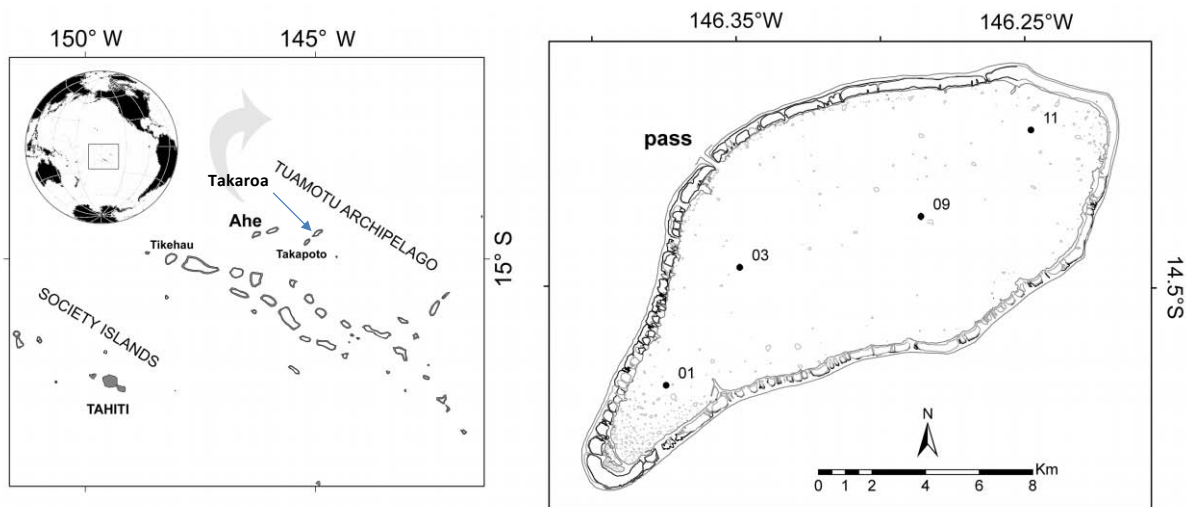 150° W
145° W
Takaroa
TUAMOTU ARCHIPELAGO
Ahe
Tikehau
Takapoto
15° S
SOCIETY ISLANDS
TAHITI
146.35°W
146.25°W
pass
11
09
03
01
14.5°S
N
Km
0 1 2 4 6 8